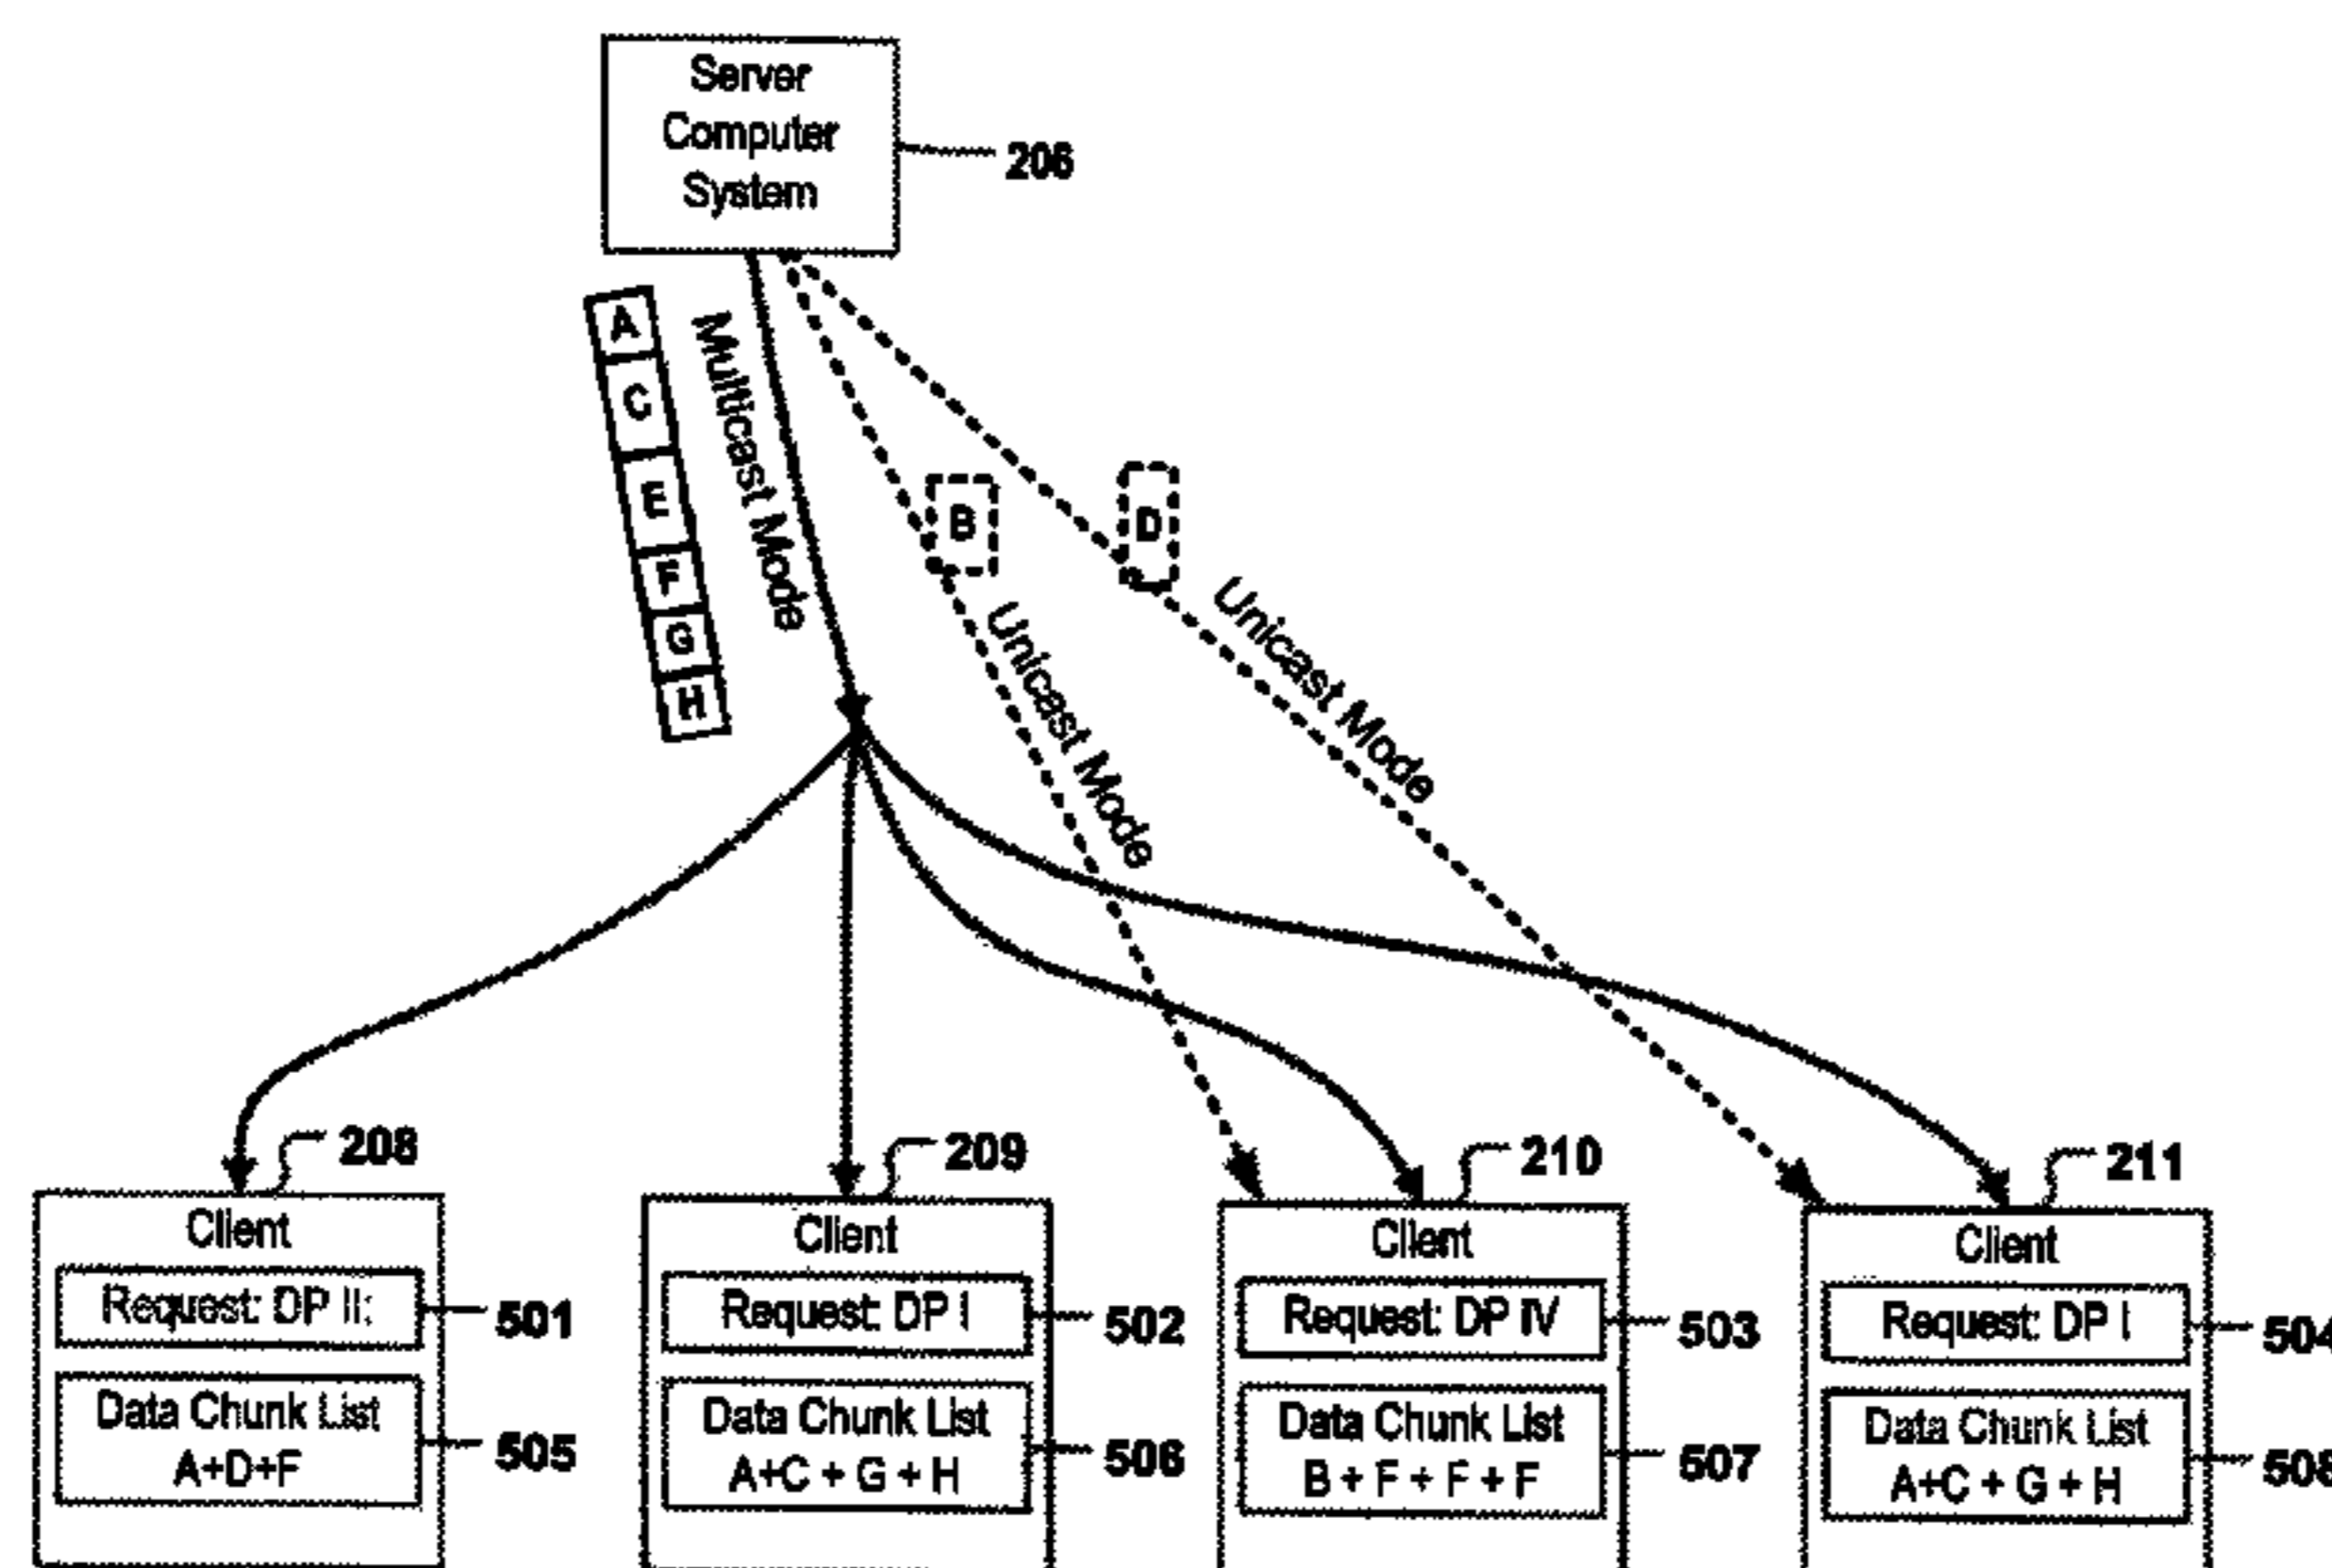 Server
Computer
System
206
A
C
E
F
G
H
Multicast Mode
B
Unicast Mode
D
Unicast Mode
208
209
210
211
Client
Request: DP II:
501
Data Chunk List
A+D+F
505
Client
Request: DP I
502
Data Chunk List
A+C + G + H
506
Client
Request: DP IV
503
Data Chunk List
B + F + F + F
507
Client
Request: DP I
504
Data Chunk List
A+C + G + H
508